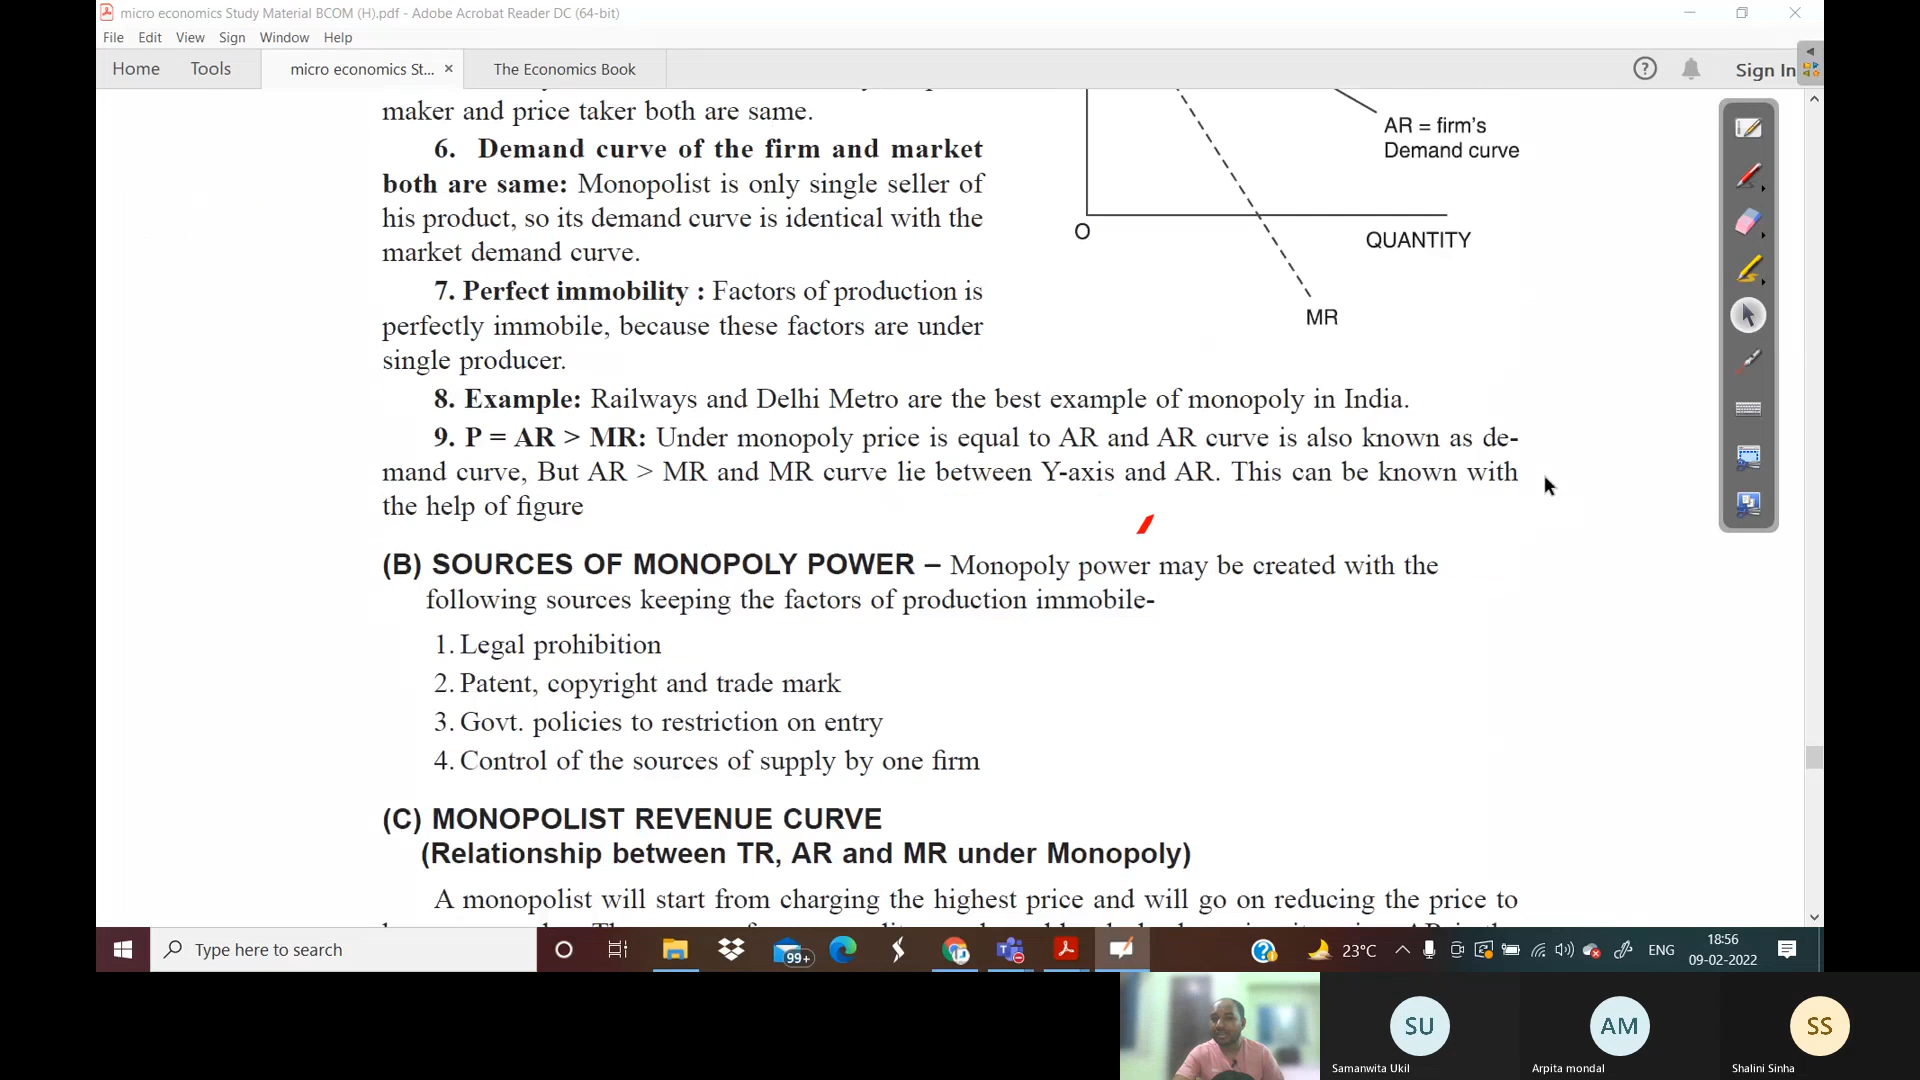 micro economics Study Material BCOM (H).pdf - Adobe Acrobat Reader DC (64-bit)
File Edit View Sign Window Help
Home Tools micro economics St... × The Economics Book Sign In
maker and price taker both are same.
6. Demand curve of the firm and market
both are same: Monopolist is only single seller of
his product, so its demand curve is identical with the
market demand curve.
7. Perfect immobility : Factors of production is
perfectly immobile, because these factors are under
single producer.
AR = firm's
Demand curve
O
QUANTITY
MR
8. Example: Railways and Delhi Metro are the best example of monopoly in India.
9. P = AR > MR: Under monopoly price is equal to AR and AR curve is also known as de-
mand curve, But AR > MR and MR curve lie between Y-axis and AR. This can be known with
the help of figure
(B) SOURCES OF MONOPOLY POWER – Monopoly power may be created with the
following sources keeping the factors of production immobile-
1. Legal prohibition
2. Patent, copyright and trade mark
3. Govt. policies to restriction on entry
4. Control of the sources of supply by one firm
(C) MONOPOLIST REVENUE CURVE
(Relationship between TR, AR and MR under Monopoly)
A monopolist will start from charging the highest price and will go on reducing the price to
Type here to search 99+ 23°C ENG 18:56
09-02-2022
SU AM SS
Samanwita Ukil Arpita mondal Shalini Sinha